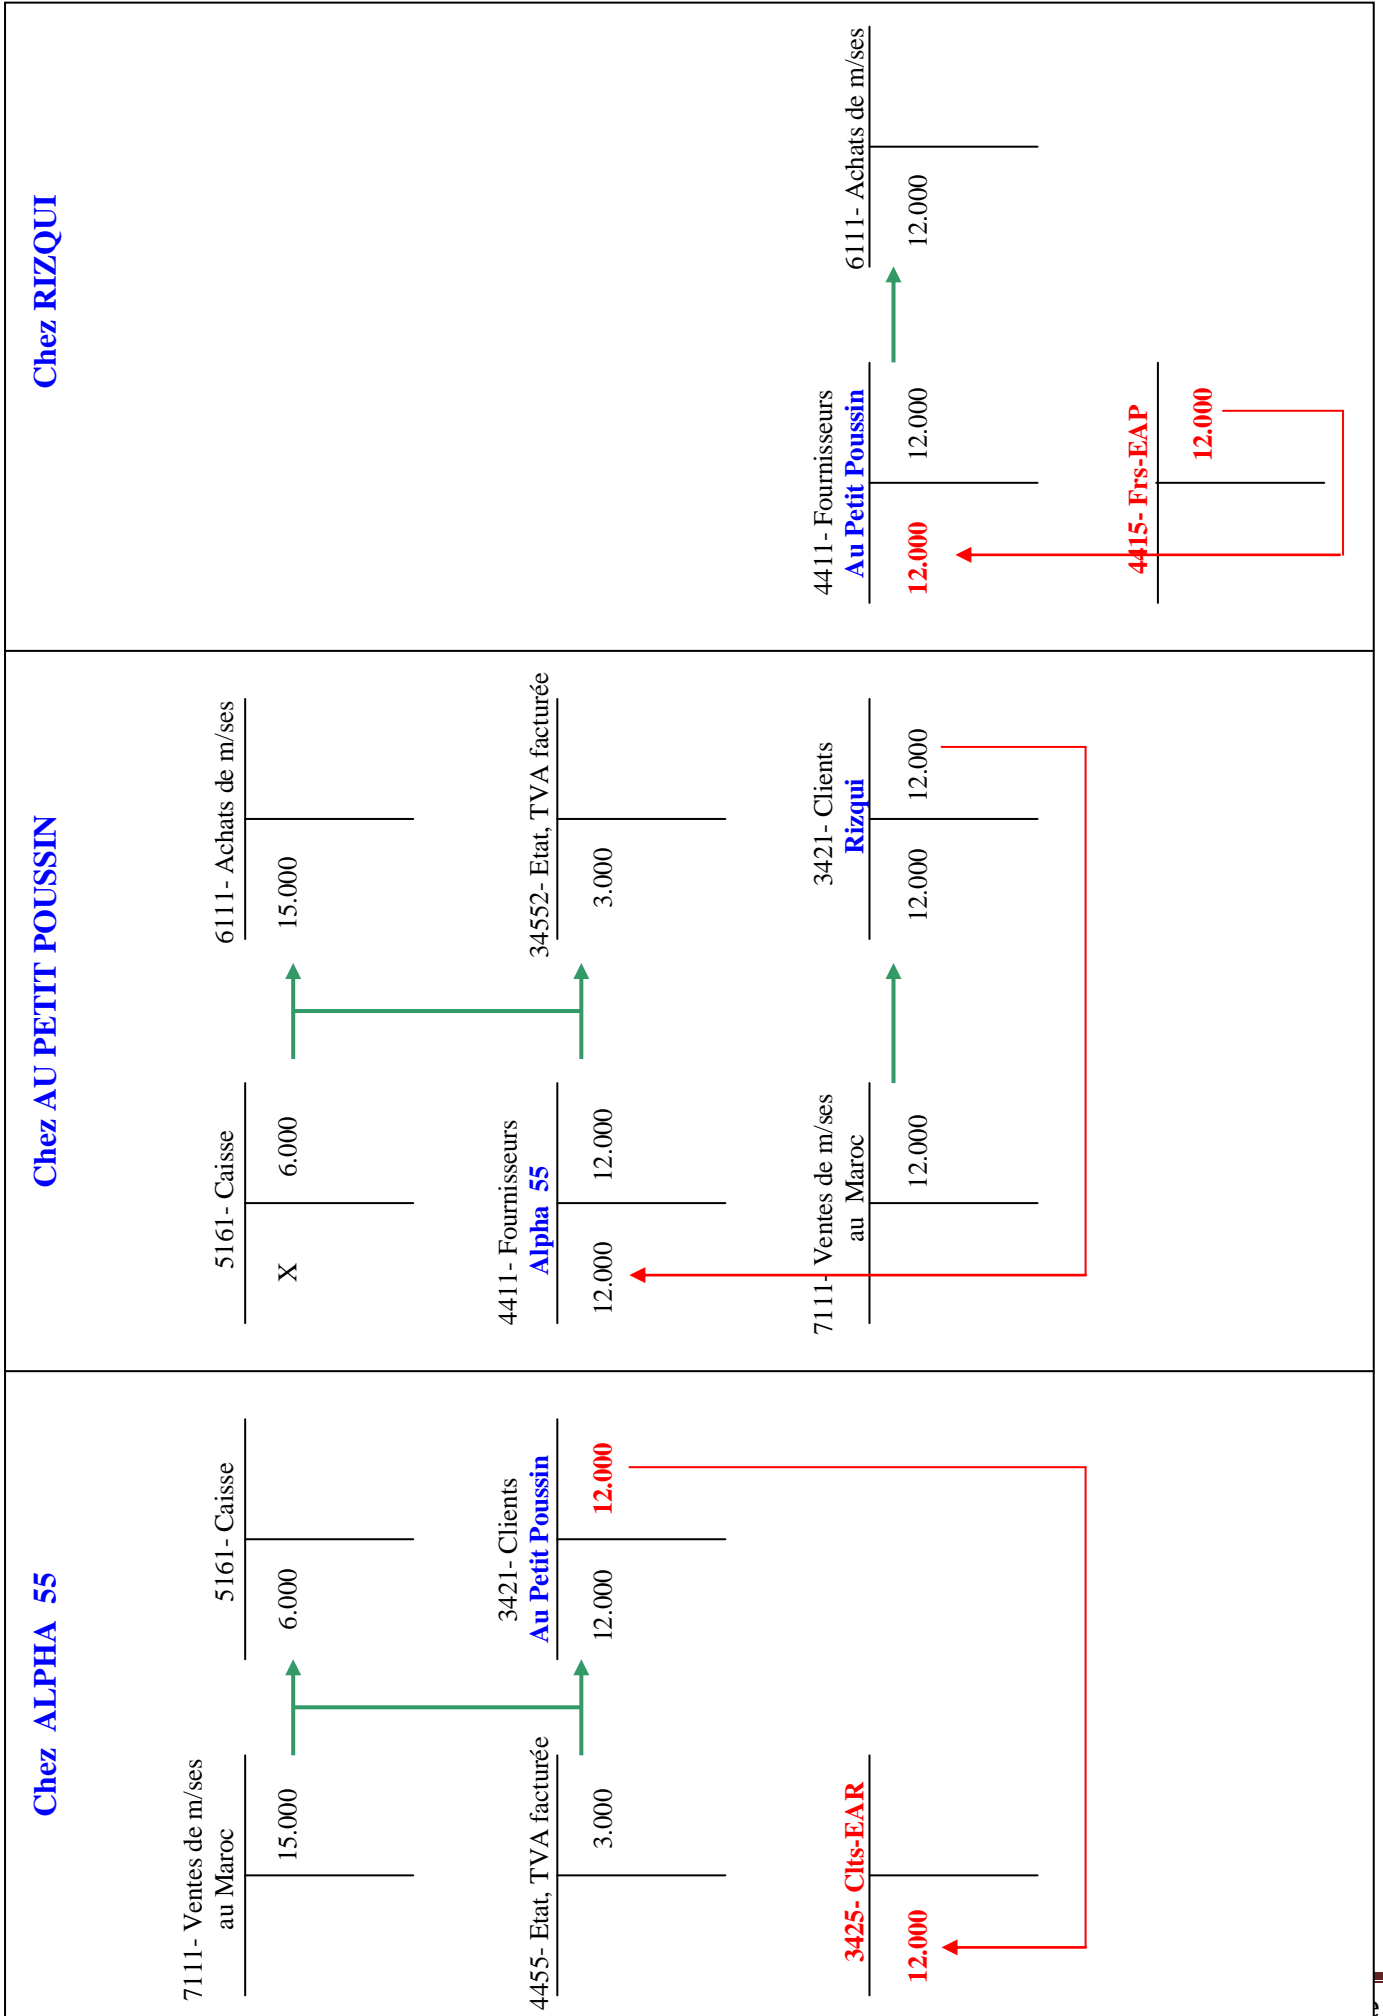 Chez ALPHA 55
7111- Ventes de m/ses
au Maroc
15.000
5161- Caisse
6.000
4455- Etat, TVA facturée
3.000
3421- Clients
Au Petit Poussin
12.000
12.000
3425- Clts-EAR
12.000
Chez AU PETIT POUSSIN
5161- Caisse
X
6.000
6111- Achats de m/ses
15.000
4411- Fournisseurs
Alpha 55
12.000
12.000
34552- Etat, TVA facturée
3.000
7111- Ventes de m/ses
au Maroc
12.000
3421- Clients
Rizqui
12.000
12.000
Chez RIZQUI
4411- Fournisseurs
Au Petit Poussin
12.000
12.000
6111- Achats de m/ses
12.000
4415- Frs-EAP
12.000